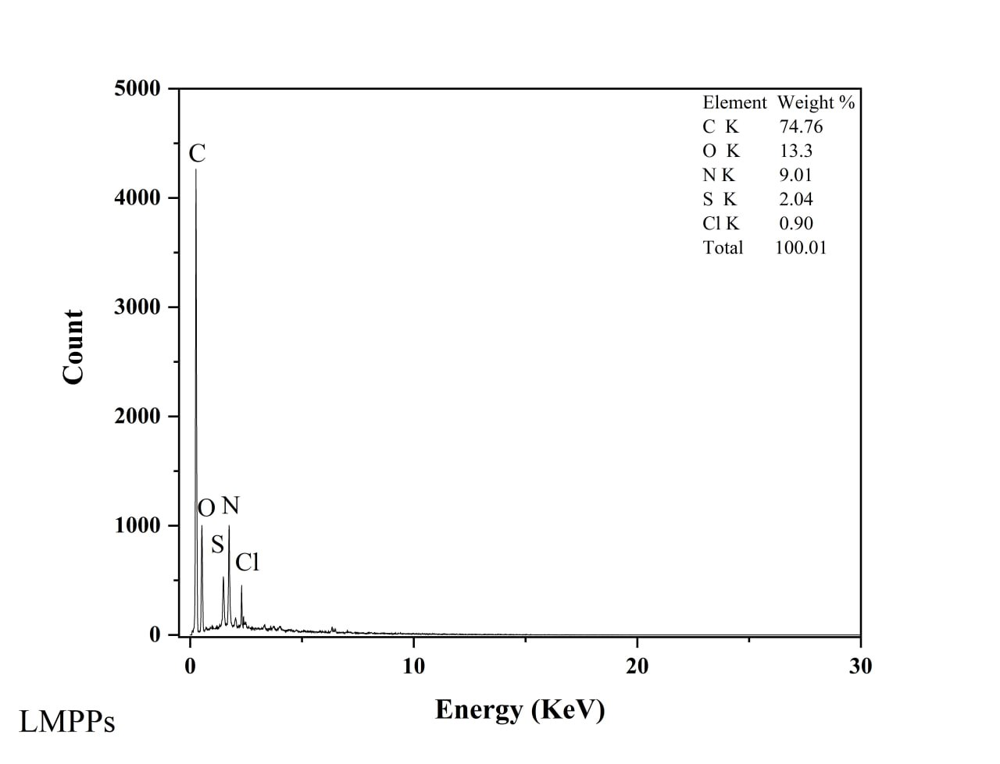 5000
4000
3000
2000
1000
0
Count
C
O N
S
Cl
Element Weight %
C K 74.76
O K 13.3
N K 9.01
S K 2.04
Cl K 0.90
Total 100.01
0 10 20 30
Energy (KeV)
LMPPs